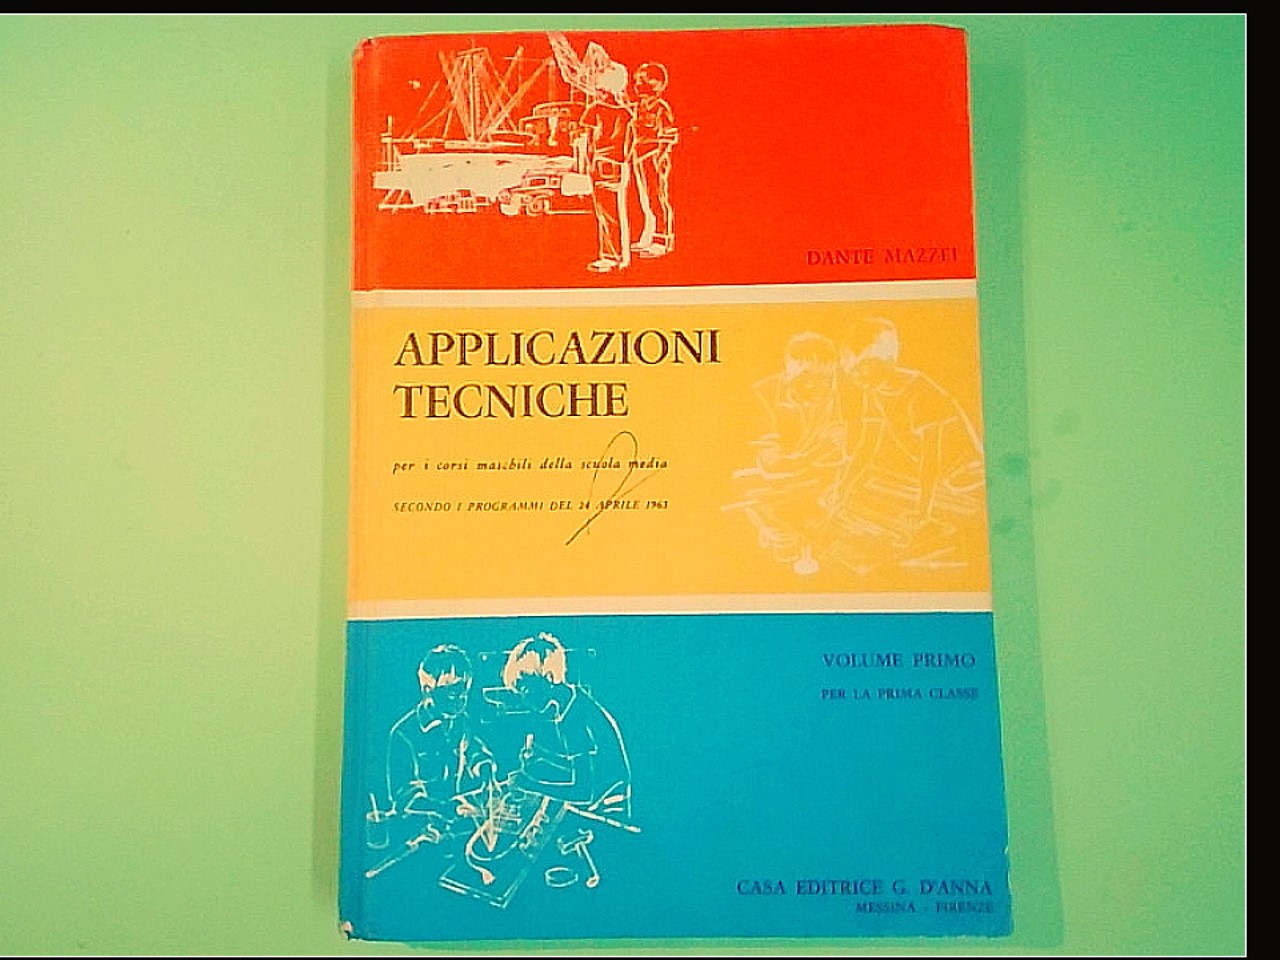 DANTE MAZZEI
APPLICAZIONI
TECNICHE
per i corsi maschili della scuola media
SECONDO I PROGRAMMI DEL 24 APRILE 1963
VOLUME PRIMO
PER LA PRIMA CLASSE
CASA EDITRICE G. D'ANNA
MESSINA - FIRENZE